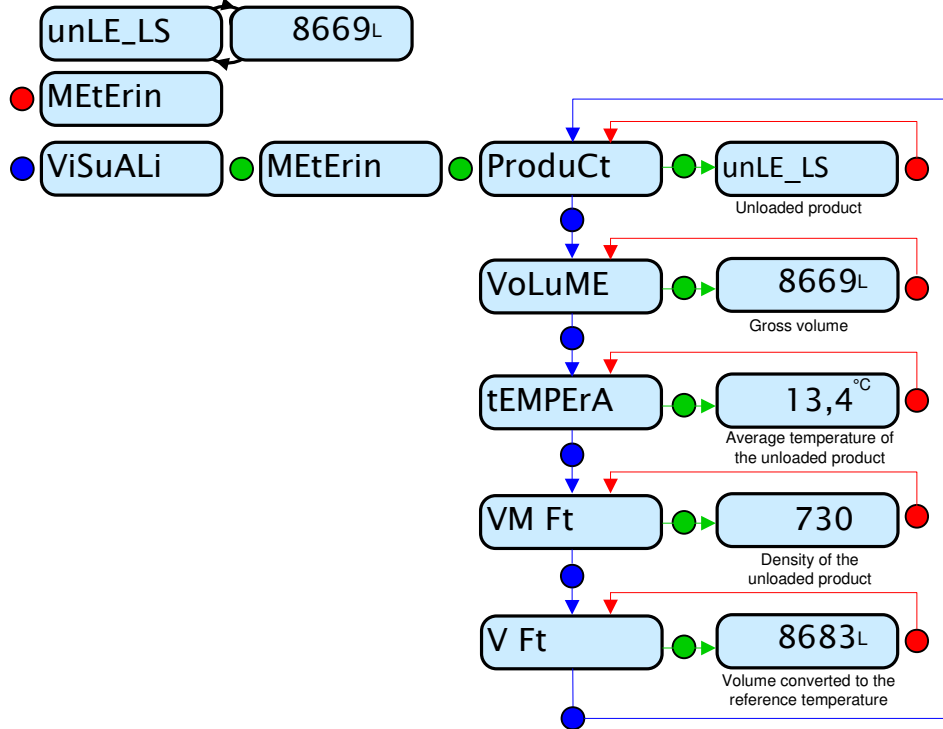 unLE_LS 8669L
MEtErin
ViSuALi MEtErin ProduCt unLE_LS
Unloaded product
VoLuME 8669L
Gross volume
tEMPErA 13,4°C
Average temperature of
the unloaded product
VM Ft 730
Density of the
unloaded product
V Ft 8683L
Volume converted to the
reference temperature